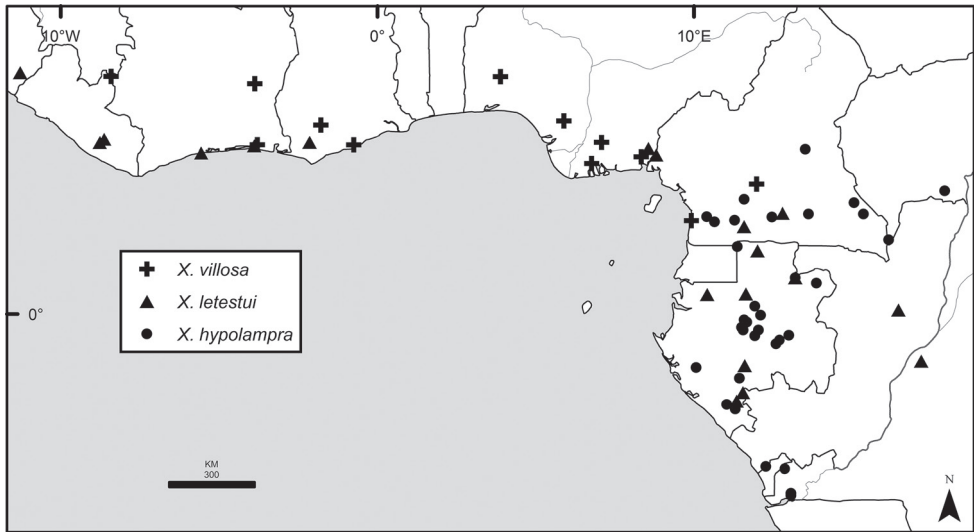 10°W
0°
10°E
X. villosa
X. letestui
X. hypolampra
0°
KM
300
N